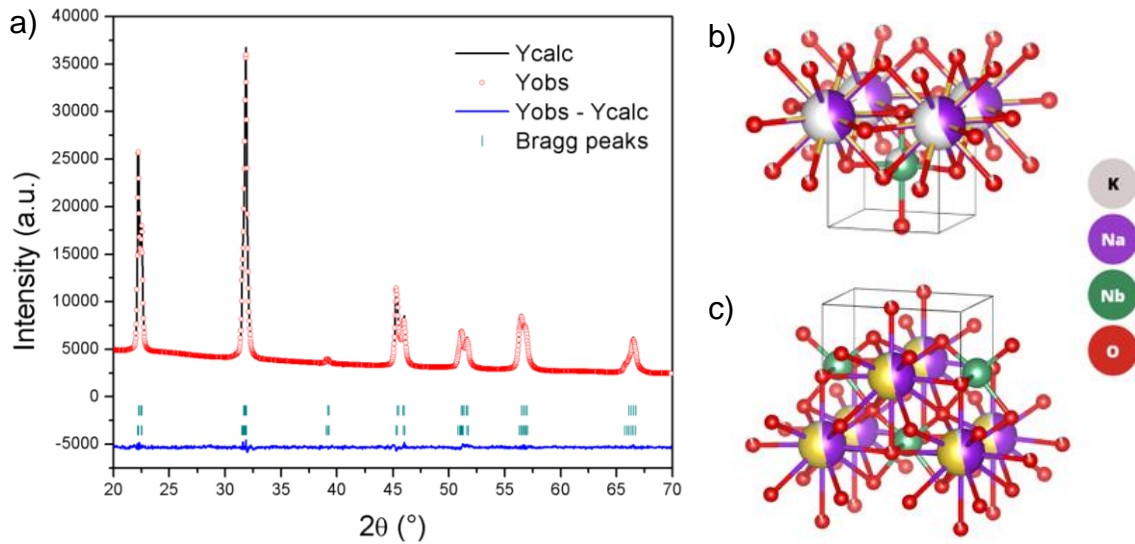 a)
40000
35000
30000
25000
20000
15000
10000
5000
0
-5000
Intensity (a.u.)
Ycalc
Yobs
Yobs - Ycalc
Bragg peaks
20 25 30 35 40 45 50 55 60 65 70
2θ (°)
b)
c)
K
Na
Nb
O